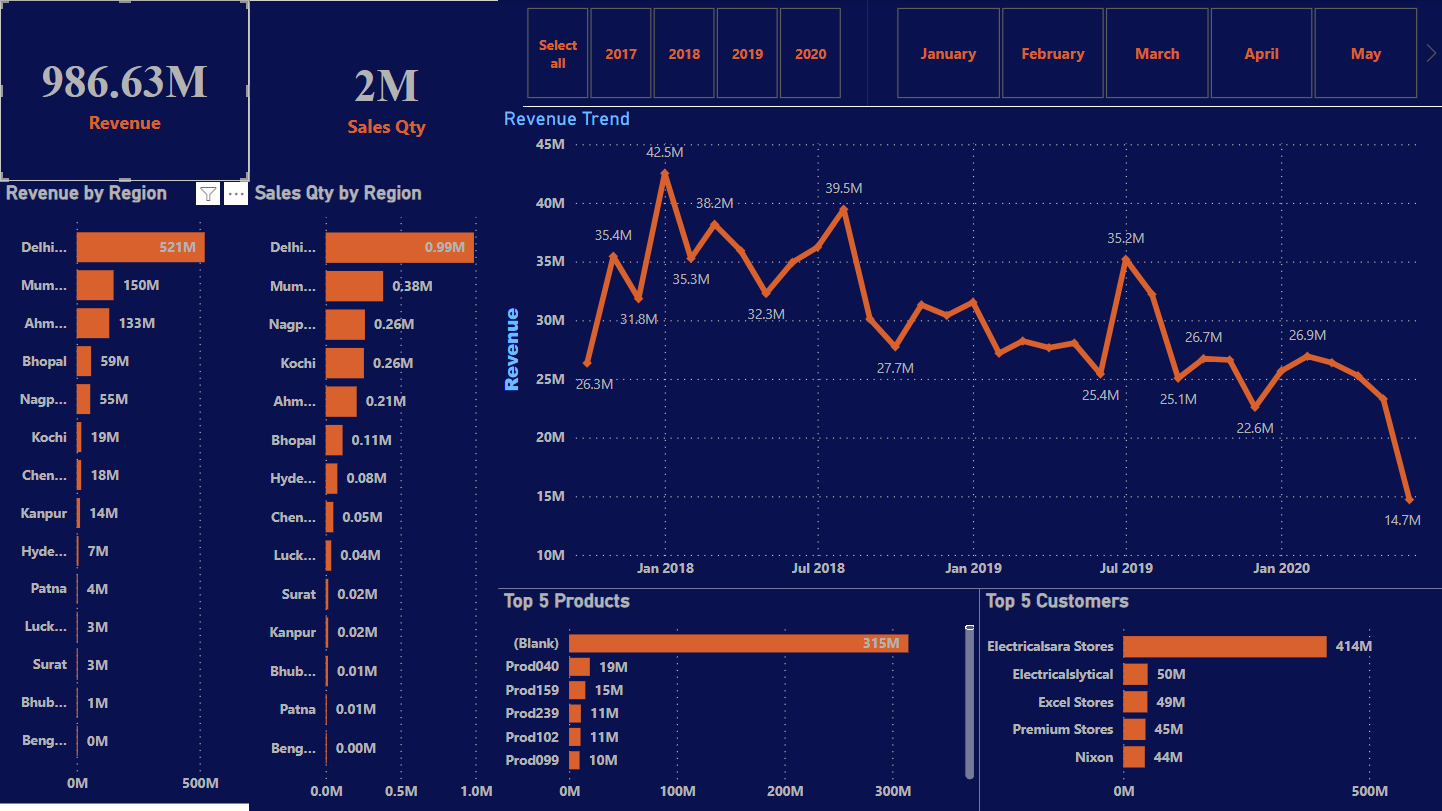 986.63M
Revenue
2M
Sales Qty
Select all
2017
2018
2019
2020
January
February
March
April
May
Revenue by Region
Delhi... 521M
Mum... 150M
Ahm... 133M
Bhopal 59M
Nagp... 55M
Kochi 19M
Chen... 18M
Kanpur 14M
Hyde... 7M
Patna 4M
Luck... 3M
Surat 3M
Bhub... 1M
Beng... 0M
0M 500M
Sales Qty by Region
Delhi... 0.99M
Mum... 0.38M
Nagp... 0.26M
Kochi 0.26M
Ahm... 0.21M
Bhopal 0.11M
Hyde... 0.08M
Chen... 0.05M
Luck... 0.04M
Surat 0.02M
Kanpur 0.02M
Bhub... 0.01M
Patna 0.01M
Beng... 0.00M
0.0M 0.5M 1.0M
Revenue Trend
Revenue
45M
40M
35M
30M
25M
20M
15M
10M
26.3M
35.4M
31.8M
42.5M
35.3M
38.2M
32.3M
39.5M
27.7M
25.4M
35.2M
25.1M
26.7M
22.6M
26.9M
14.7M
Jan 2018 Jul 2018 Jan 2019 Jul 2019 Jan 2020
Top 5 Products
(Blank) 315M
Prod040 19M
Prod159 15M
Prod239 11M
Prod102 11M
Prod099 10M
0M 100M 200M 300M
Top 5 Customers
Electricalsara Stores 414M
Electricalslytical 50M
Excel Stores 49M
Premium Stores 45M
Nixon 44M
0M 500M